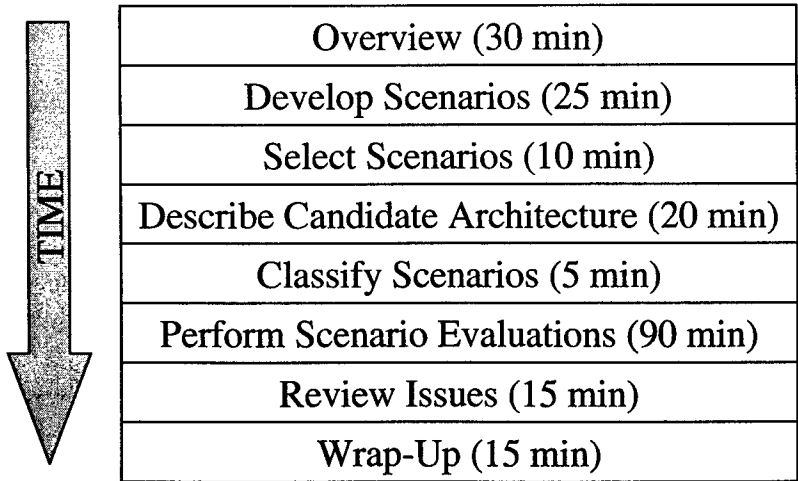 TIME
Overview (30 min)
Develop Scenarios (25 min)
Select Scenarios (10 min)
Describe Candidate Architecture (20 min)
Classify Scenarios (5 min)
Perform Scenario Evaluations (90 min)
Review Issues (15 min)
Wrap-Up (15 min)